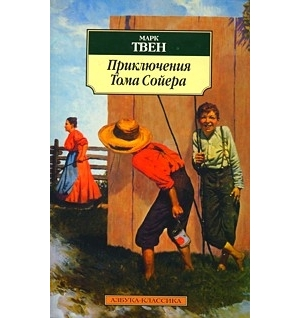 МАРК
ТВЕН
Приключения
Тома Сойера
АЗБУКА-КЛАССИКА